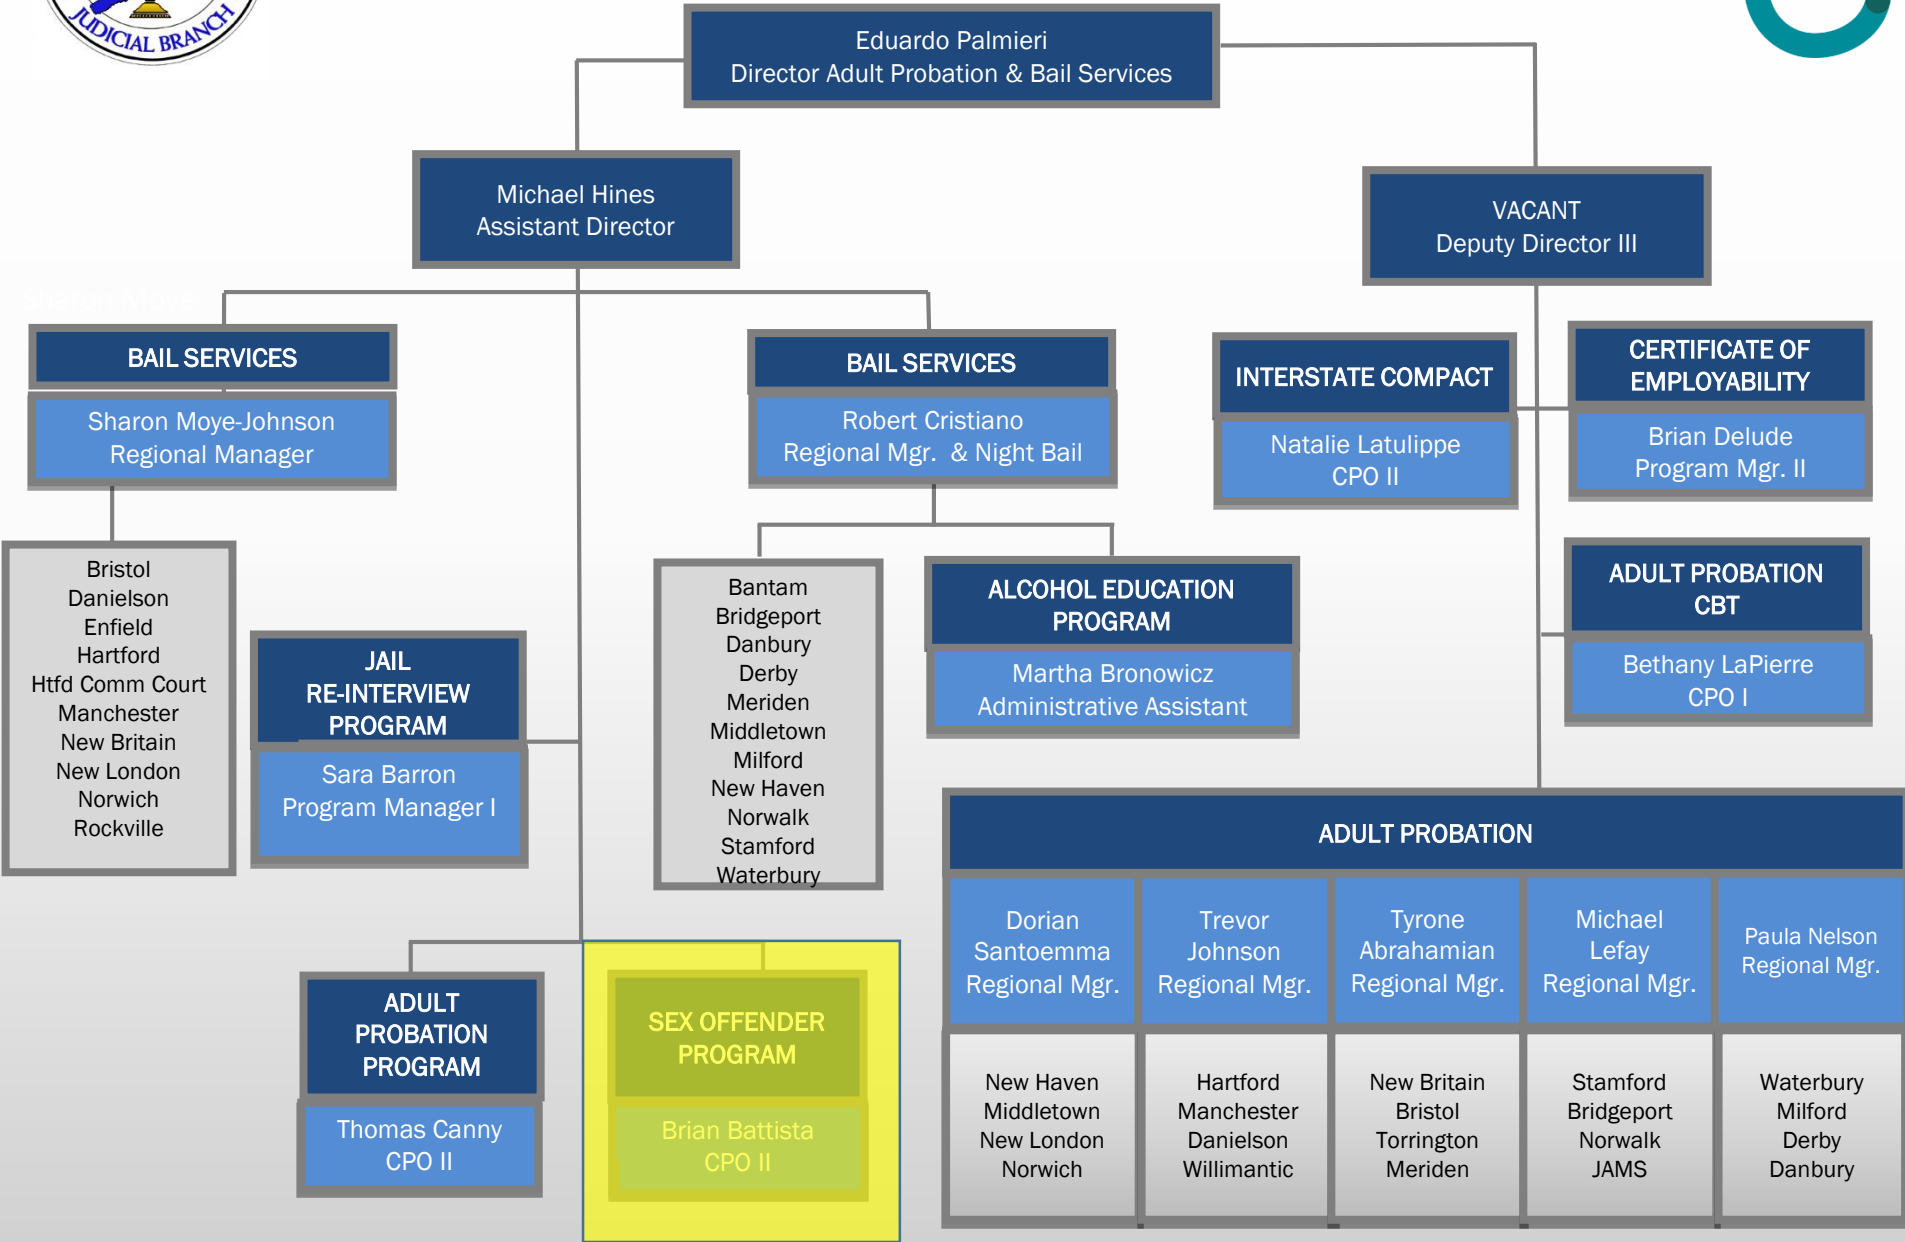 JUDICIAL BRANCH
Eduardo Palmieri
Director Adult Probation & Bail Services
Michael Hines
Assistant Director
VACANT
Deputy Director III
BAIL SERVICES
Sharon Moye-Johnson
Regional Manager
Bristol
Danielson
Enfield
Hartford
Htfd Comm Court
Manchester
New Britain
New London
Norwich
Rockville
JAIL
RE-INTERVIEW
PROGRAM
Sara Barron
Program Manager I
BAIL SERVICES
Robert Cristiano
Regional Mgr. & Night Bail
Bantam
Bridgeport
Danbury
Derby
Meriden
Middletown
Milford
New Haven
Norwalk
Stamford
Waterbury
ALCOHOL EDUCATION
PROGRAM
Martha Bronowicz
Administrative Assistant
INTERSTATE COMPACT
Natalie Latulippe
CPO II
CERTIFICATE OF
EMPLOYABILITY
Brian Delude
Program Mgr. II
ADULT PROBATION
CBT
Bethany LaPierre
CPO I
ADULT
PROBATION
PROGRAM
Thomas Canny
CPO II
SEX OFFENDER
PROGRAM
Brian Battista
CPO II
ADULT PROBATION
Dorian
Santoemma
Regional Mgr.
New Haven
Middletown
New London
Norwich
Trevor
Johnson
Regional Mgr.
Hartford
Manchester
Danielson
Willimantic
Tyrone
Abrahamian
Regional Mgr.
New Britain
Bristol
Torrington
Meriden
Michael
Lefay
Regional Mgr.
Stamford
Bridgeport
Norwalk
JAMS
Paula Nelson
Regional Mgr.
Waterbury
Milford
Derby
Danbury